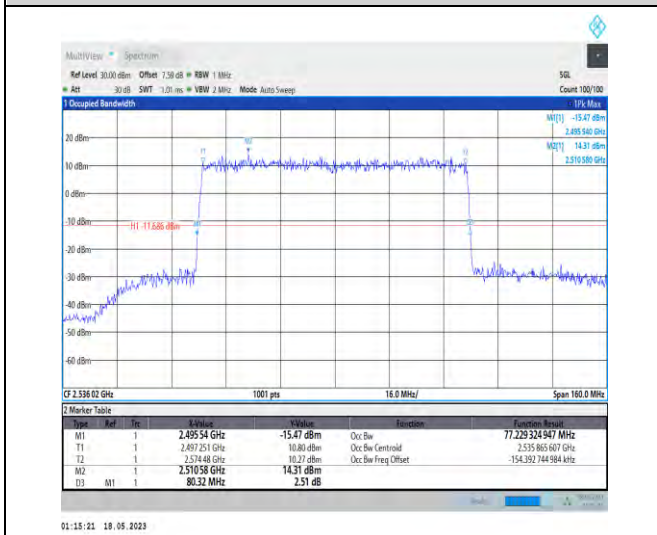 MultiView Spectrum
Ref Level 30.00 dBm Offset 7.58 dB RBW 1 MHz SGL
Att 30 dB SWT 1.01 ms VBW 2 MHz Mode Auto Sweep Count 100/100
1 Occupied Bandwidth 1Pk Max
M1[1] -15.47 dBm
2.495 540 GHz
20 dBm M2[1] 14.31 dBm
2.510 580 GHz
T1 M2 T2
10 dBm
0 dBm
-10 dBm H1 -11.686 dBm M1
-20 dBm
-30 dBm
-40 dBm
-50 dBm
-60 dBm
CF 2.536 02 GHz 1001 pts 16.0 MHz/ Span 160.0 MHz
2 Marker Table
Type Ref Trc X-Value Y-Value Function Function Result
M1 1 2.495 54 GHz -15.47 dBm Occ Bw 77.229 324 947 MHz
T1 1 2.497 251 GHz 10.80 dBm Occ Bw Centroid 2.535 865 607 GHz
T2 1 2.574 48 GHz 10.27 dBm Occ Bw Freq Offset -154.392 744 984 kHz
M2 1 2.510 58 GHz 14.31 dBm
D3 M1 1 80.32 MHz 2.51 dB
01:15:21 18.05.2023